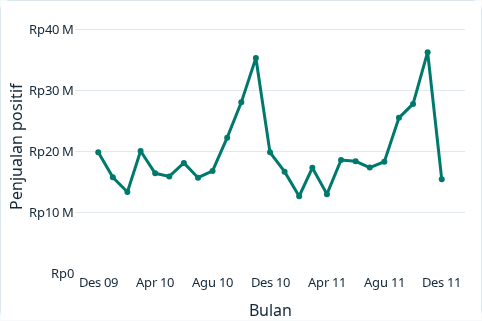 Rp40 M
Rp30 M
Rp20 M
Rp10 M
Rp0
Penjualan positif
Des 09 Apr 10 Agu 10 Des 10 Apr 11 Agu 11 Des 11
Bulan